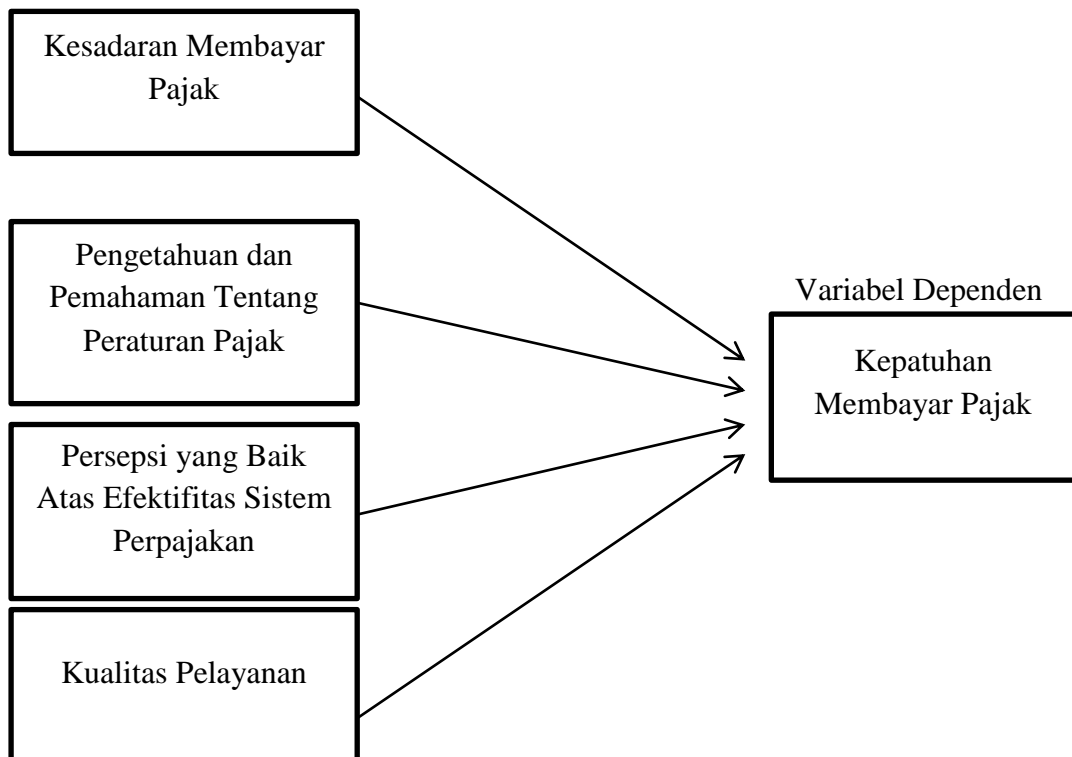 Kesadaran Membayar
Pajak
Pengetahuan dan
Pemahaman Tentang
Peraturan Pajak
Persepsi yang Baik
Atas Efektifitas Sistem
Perpajakan
Kualitas Pelayanan
Variabel Dependen
Kepatuhan
Membayar Pajak